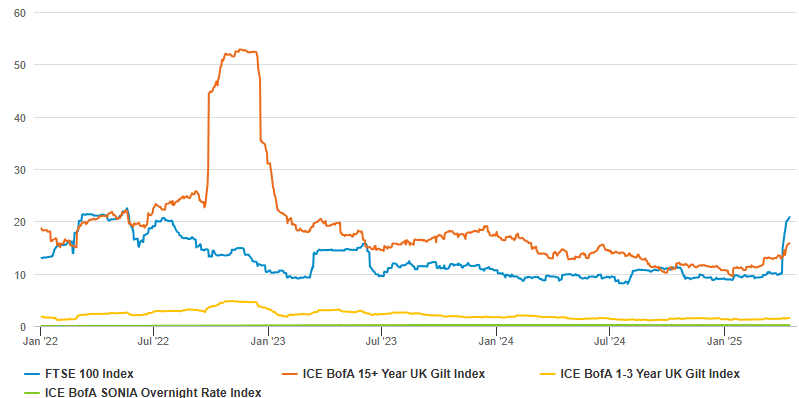 60
50
40
30
20
10
0
Jan '22 Jul '22 Jan '23 Jul '23 Jan '24 Jul '24 Jan '25
FTSE 100 Index ICE BofA 15+ Year UK Gilt Index ICE BofA 1-3 Year UK Gilt Index
ICE BofA SONIA Overnight Rate Index